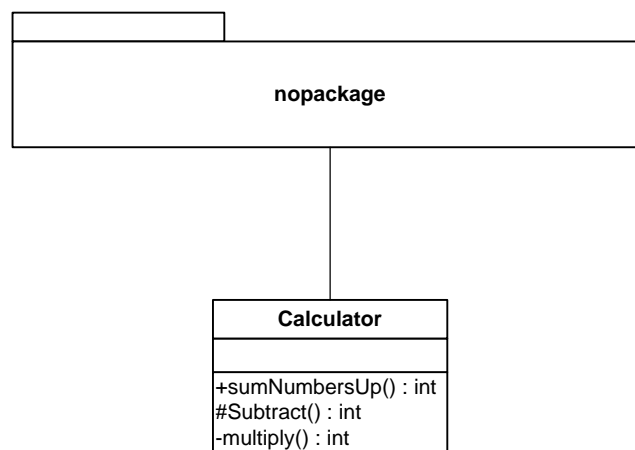 nopackage
Calculator
+sumNumbersUp() : int
#Subtract() : int
-multiply() : int